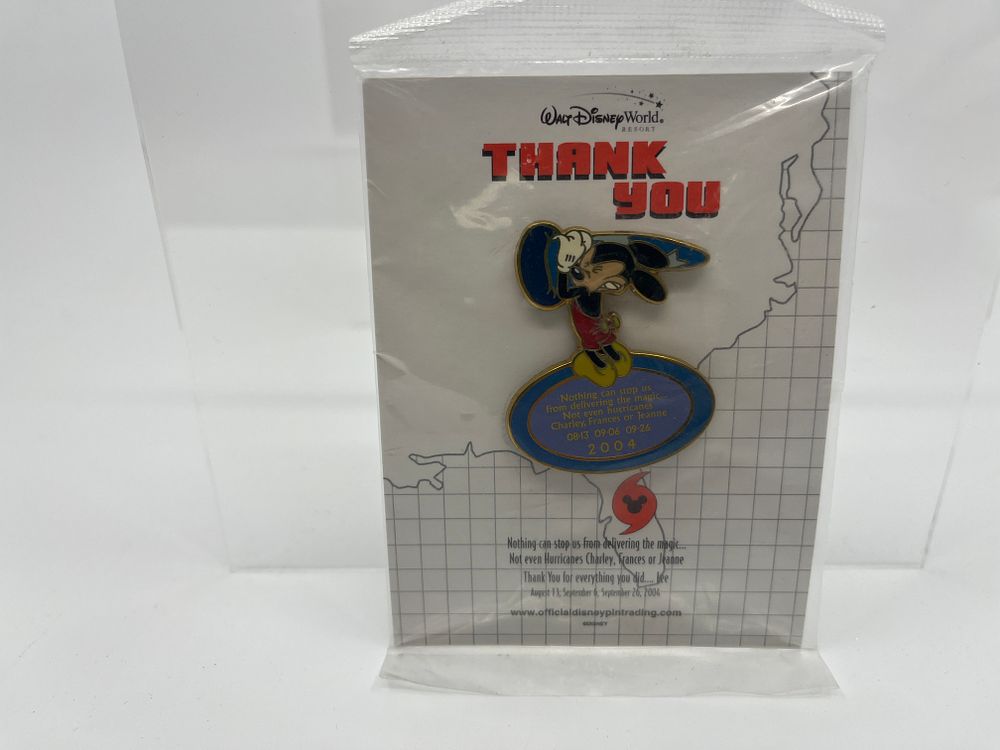 WALT DISNEY World®
RESORT
THANK
YOU
Nothing can stop us
from delivering the magic...
Not even hurricanes
Charley, Frances or Jeanne
08-13 09-06 09-26
2004
Nothing can stop us from delivering the magic...
Not even Hurricanes Charley, Frances or Jeanne
Thank You for everything you did.... Lee
August 13, September 6, September 26, 2004
www.officialdisneypintrading.com
©DISNEY